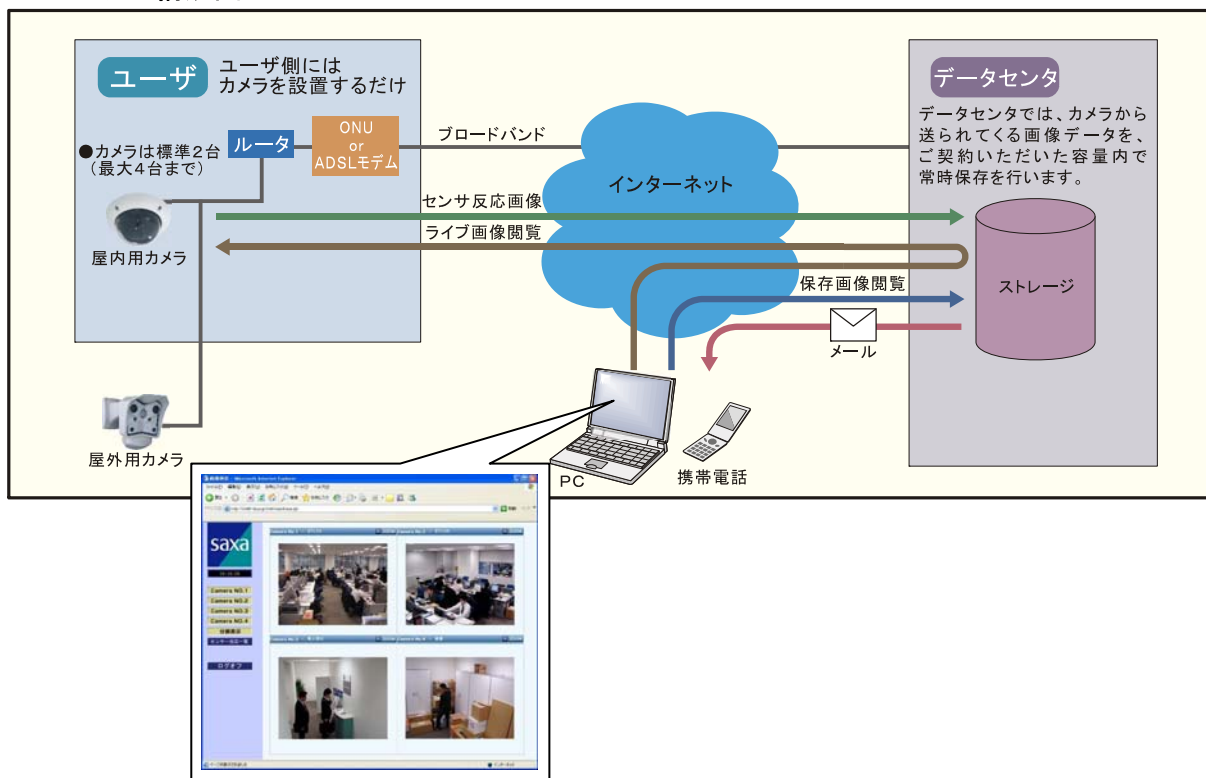 ユーザ
ユーザ側には
カメラを設置するだけ
●カメラは標準2台
（最大4台まで）
ルータ
ONU
or
ADSLモデム
ブロードバンド
インターネット
データセンタ
データセンタでは、カメラから
送られてくる画像データを、
ご契約いただいた容量内で
常時保存を行います。
屋内用カメラ
センサ反応画像
ライブ画像閲覧
保存画像閲覧
ストレージ
メール
屋外用カメラ
PC
携帯電話
saxa
Camera NO.1
Camera NO.2
Camera NO.3
Camera NO.4
ログオフ